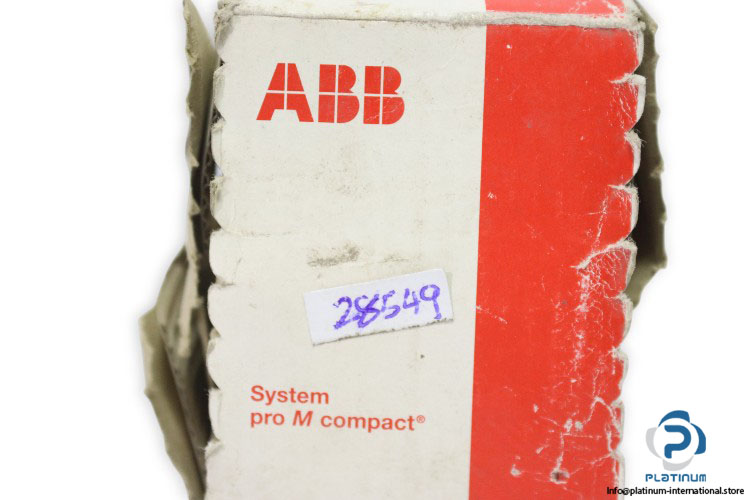 ABB
28549
System
pro M compact®
PLATINUM
Info@platinum-international.store